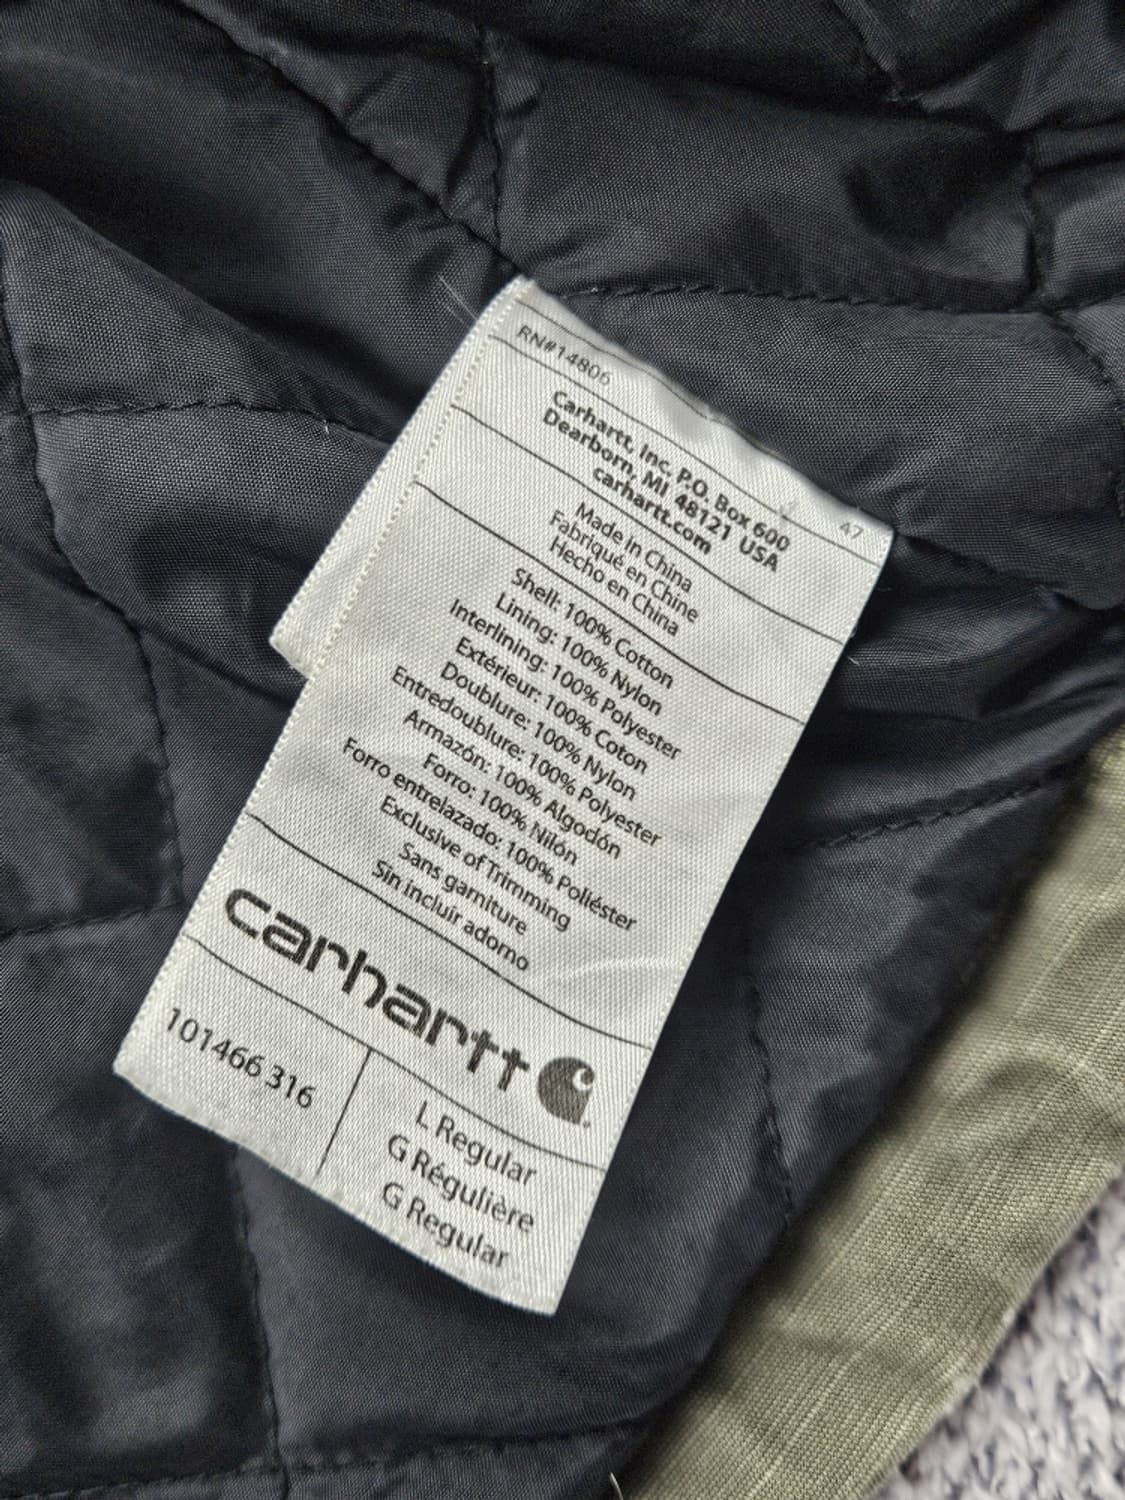 RN#14806
47
Carhartt, Inc. P.O. Box 600
Dearborn, MI 48121 USA
carhartt.com
Made in China
Fabriqué en Chine
Hecho en China
Shell: 100% Cotton
Lining: 100% Nylon
Interlining: 100% Polyester
Extérieur: 100% Coton
Doublure: 100% Nylon
Entredoublure: 100% Polyester
Armazón: 100% Algodón
Forro: 100% Nilón
Forro entrelazado: 100% Poliéster
Exclusive of Trimming
Sans garniture
Sin incluír adorno
carhartt
101466 316
L Regular
G Régulière
G Regular